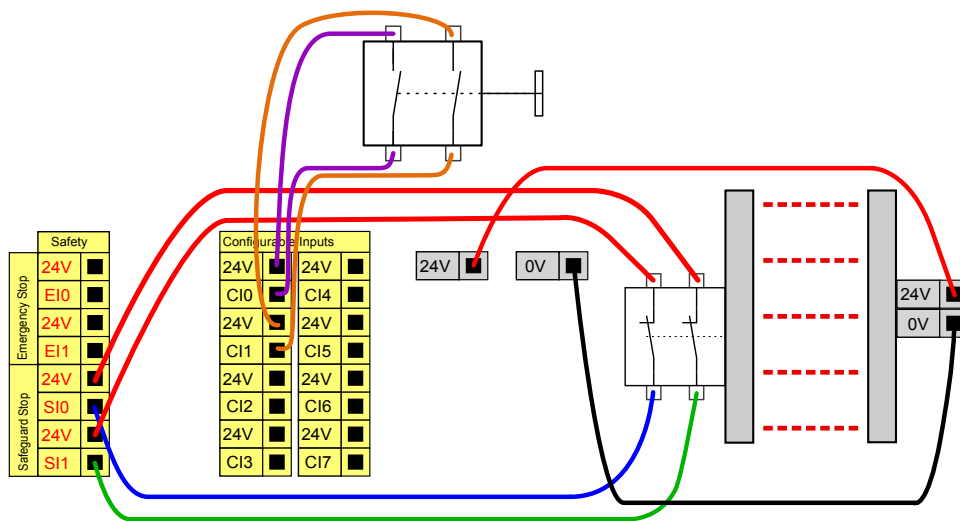 Safety
Emergency Stop
24V
EI0
24V
EI1
Safeguard Stop
24V
SI0
24V
SI1
Configurable Inputs
24V 24V
CI0 CI4
24V 24V
CI1 CI5
24V 24V
CI2 CI6
24V 24V
CI3 CI7
24V
0V
24V
0V